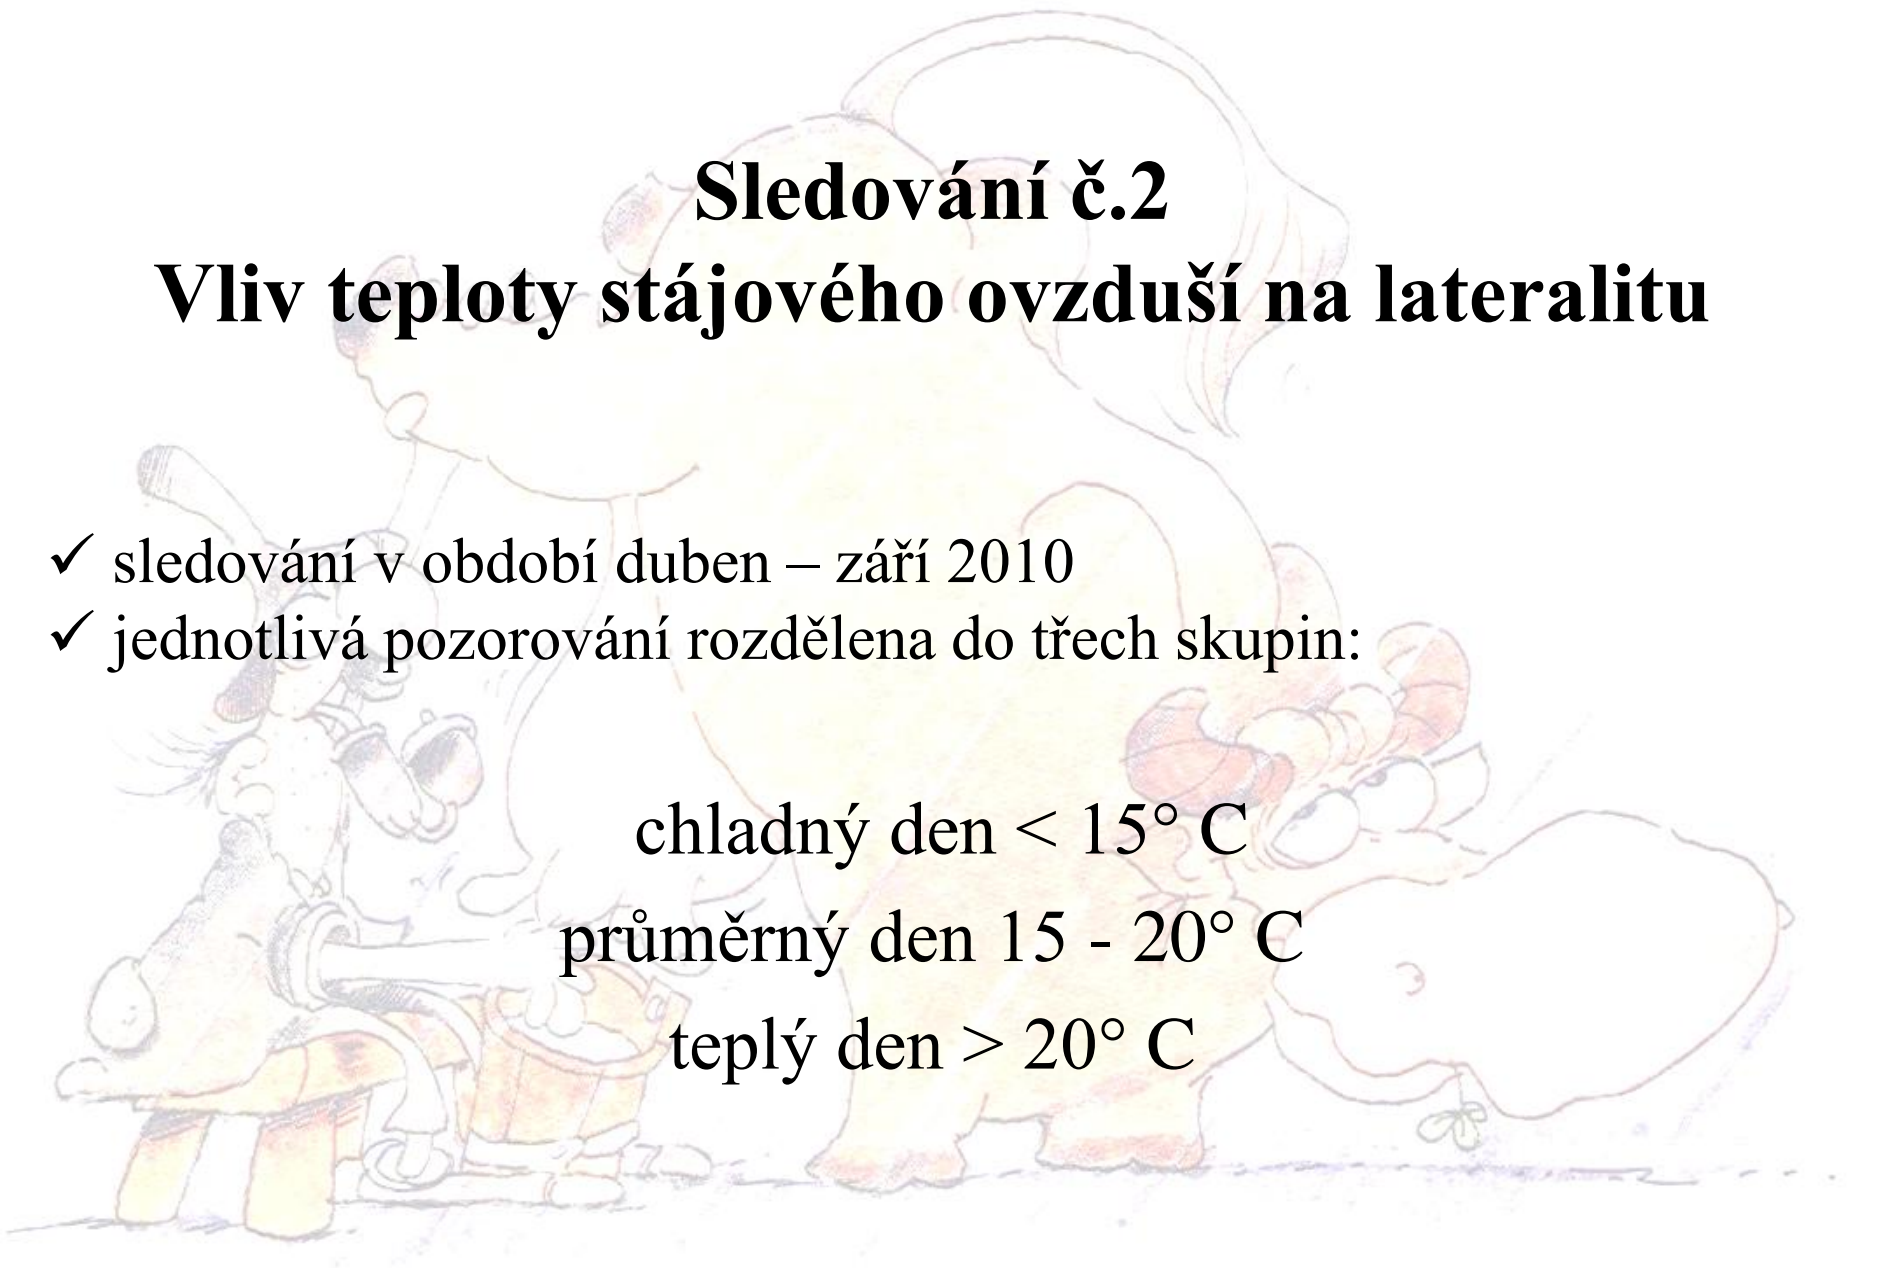 Sledování č.2
Vliv teploty stájového ovzduší na lateralitu
✓ sledování v období duben – září 2010
✓ jednotlivá pozorování rozdělena do třech skupin:
chladný den < 15° C
průměrný den 15 - 20° C
teplý den > 20° C